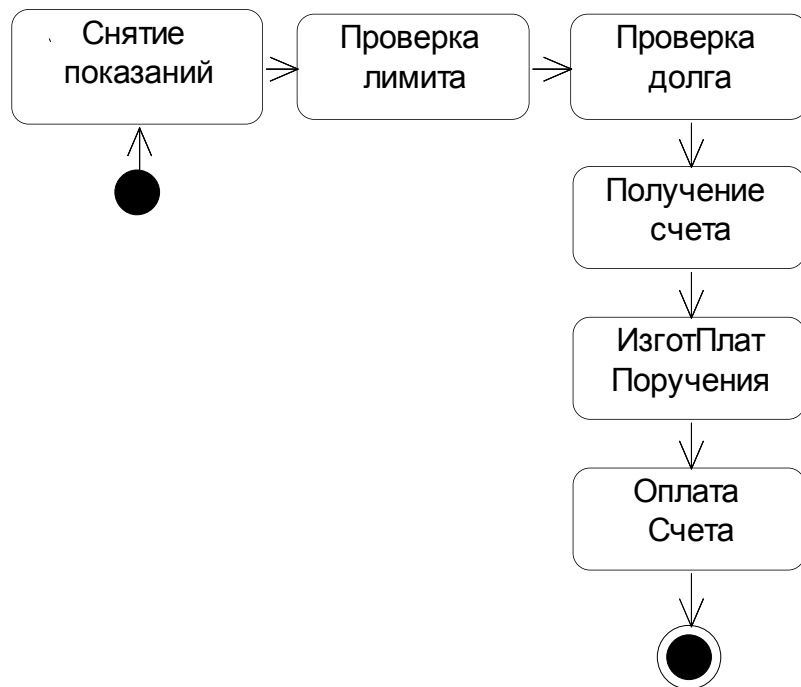 Снятие
показаний
Проверка
лимита
Проверка
долга
Получение
счета
ИзготПлат
Поручения
Оплата
Счета